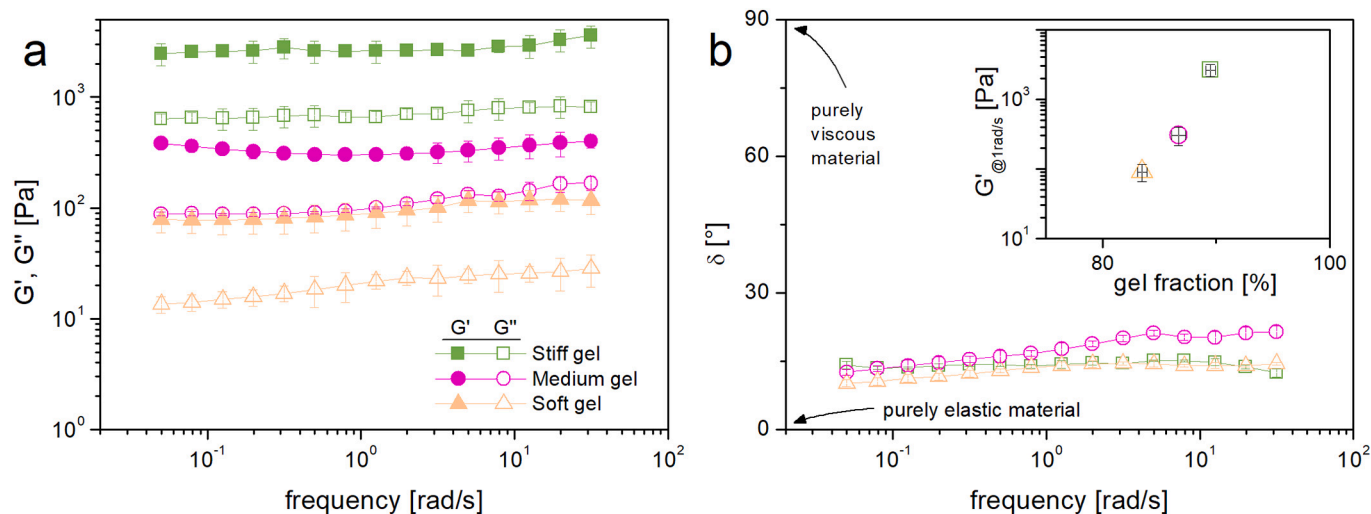 a
G', G'' [Pa]
10³
10²
10¹
10⁰
10⁻¹
10⁰
10¹
10²
frequency [rad/s]
G' G''
Stiff gel
Medium gel
Soft gel
b
δ [°]
90
60
30
0
10⁻¹
10⁰
10¹
10²
frequency [rad/s]
purely
viscous
material
purely elastic material
G'@1rad/s [Pa]
10³
10¹
80
100
gel fraction [%]